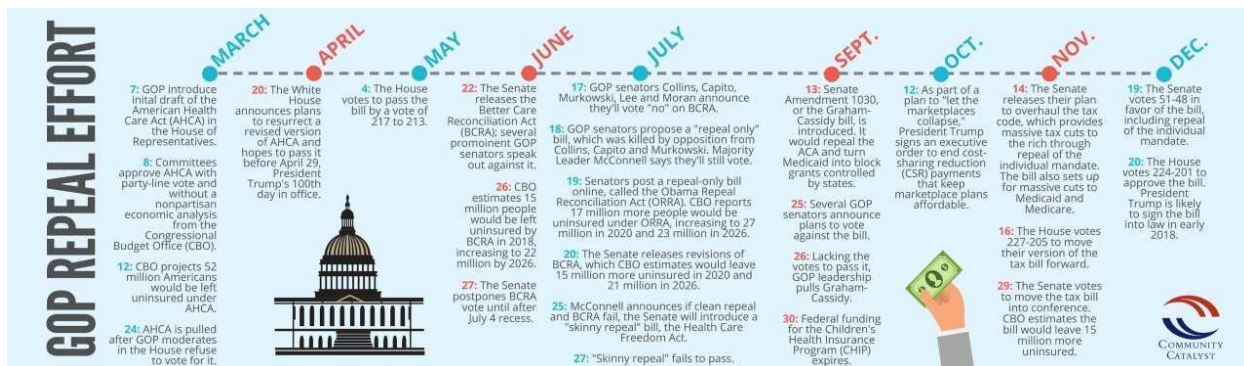 GOP REPEAL EFFORT
MARCH
7: GOP introduce
inital draft of the
American Health
Care Act (AHCA) in
the House of
Representatives.
8: Committees
approve AHCA with
party-line vote and
without a
nonpartisan
economic analysis
from the
Congressional
Budget Office (CBO).
12: CBO projects 52
million Americans
would be left
uninsured under
AHCA.
24: AHCA is pulled
after GOP moderates
in the House refuse
to vote for it.
APRIL
20: The White
House
announces plans
to resurrect a
revised version
of AHCA and
hopes to pass it
before April 29,
President
Trump's 100th
day in office.
MAY
4: The House
votes to pass the
bill by a vote of
217 to 213.
JUNE
22: The Senate
releases the
Better Care
Reconciliation Act
(BCRA); several
promoinent GOP
senators speak
out against it.
26: CBO
estimates 15
million people
would be left
uninsured by
BCRA in 2018,
increasing to 22
million by 2026.
27: The Senate
postpones BCRA
vote until after
July 4 recess.
JULY
17: GOP senators Collins, Capito,
Murkowski, Lee and Moran announce
they'll vote "no" on BCRA.
18: GOP senators propose a "repeal only"
bill, which was killed by opposition from
Collins, Capito and Murkowski. Majority
Leader McConnell says they'll still vote.
19: Senators post a repeal-only bill
online, called the Obama Repeal
Reconciliation Act (ORRA). CBO reports
17 million more people would be
uninsured under ORRA, increasing to 27
million in 2020 and 23 million in 2026.
20: The Senate releases revisions of
BCRA, which CBO estimates would leave
15 million more uninsured in 2020 and
21 million in 2026.
25: McConnell announces if clean repeal
and BCRA fail, the Senate will introduce a
"skinny repeal" bill, the Health Care
Freedom Act.
27: "Skinny repeal" fails to pass.
SEPT.
13: Senate
Amendment 1030,
or the Graham-
Cassidy bill, is
introduced. It
would repeal the
ACA and turn
Medicaid into block
grants controlled
by states.
25: Several GOP
senators announce
plans to vote
against the bill.
26: Lacking the
votes to pass it,
GOP leadership
pulls Graham-
Cassidy.
30: Federal funding
for the Children's
Health Insurance
Program (CHIP)
expires.
OCT.
12: As part of a
plan to "let the
marketplaces
collapse,"
President Trump
signs an executive
order to end cost-
sharing reduction
(CSR) payments
that keep
marketplace plans
affordable.
NOV.
14: The Senate
releases their plan
to overhaul the tax
code, which provides
massive tax cuts to
the rich through
repeal of the
individual mandate.
The bill also sets up
for massive cuts to
Medicaid and
Medicare.
16: The House votes
227-205 to move
their version of the
tax bill forward.
29: The Senate votes
to move the tax bill
into conference.
CBO estimates the
bill would leave 15
million more
uninsured.
DEC.
19: The Senate
votes 51-48 in
favor of the bill,
including repeal
of the individual
mandate.
20: The House
votes 224-201 to
approve the bill.
President
Trump is likely
to sign the bill
into law in early
2018.
COMMUNITY
CATALYST